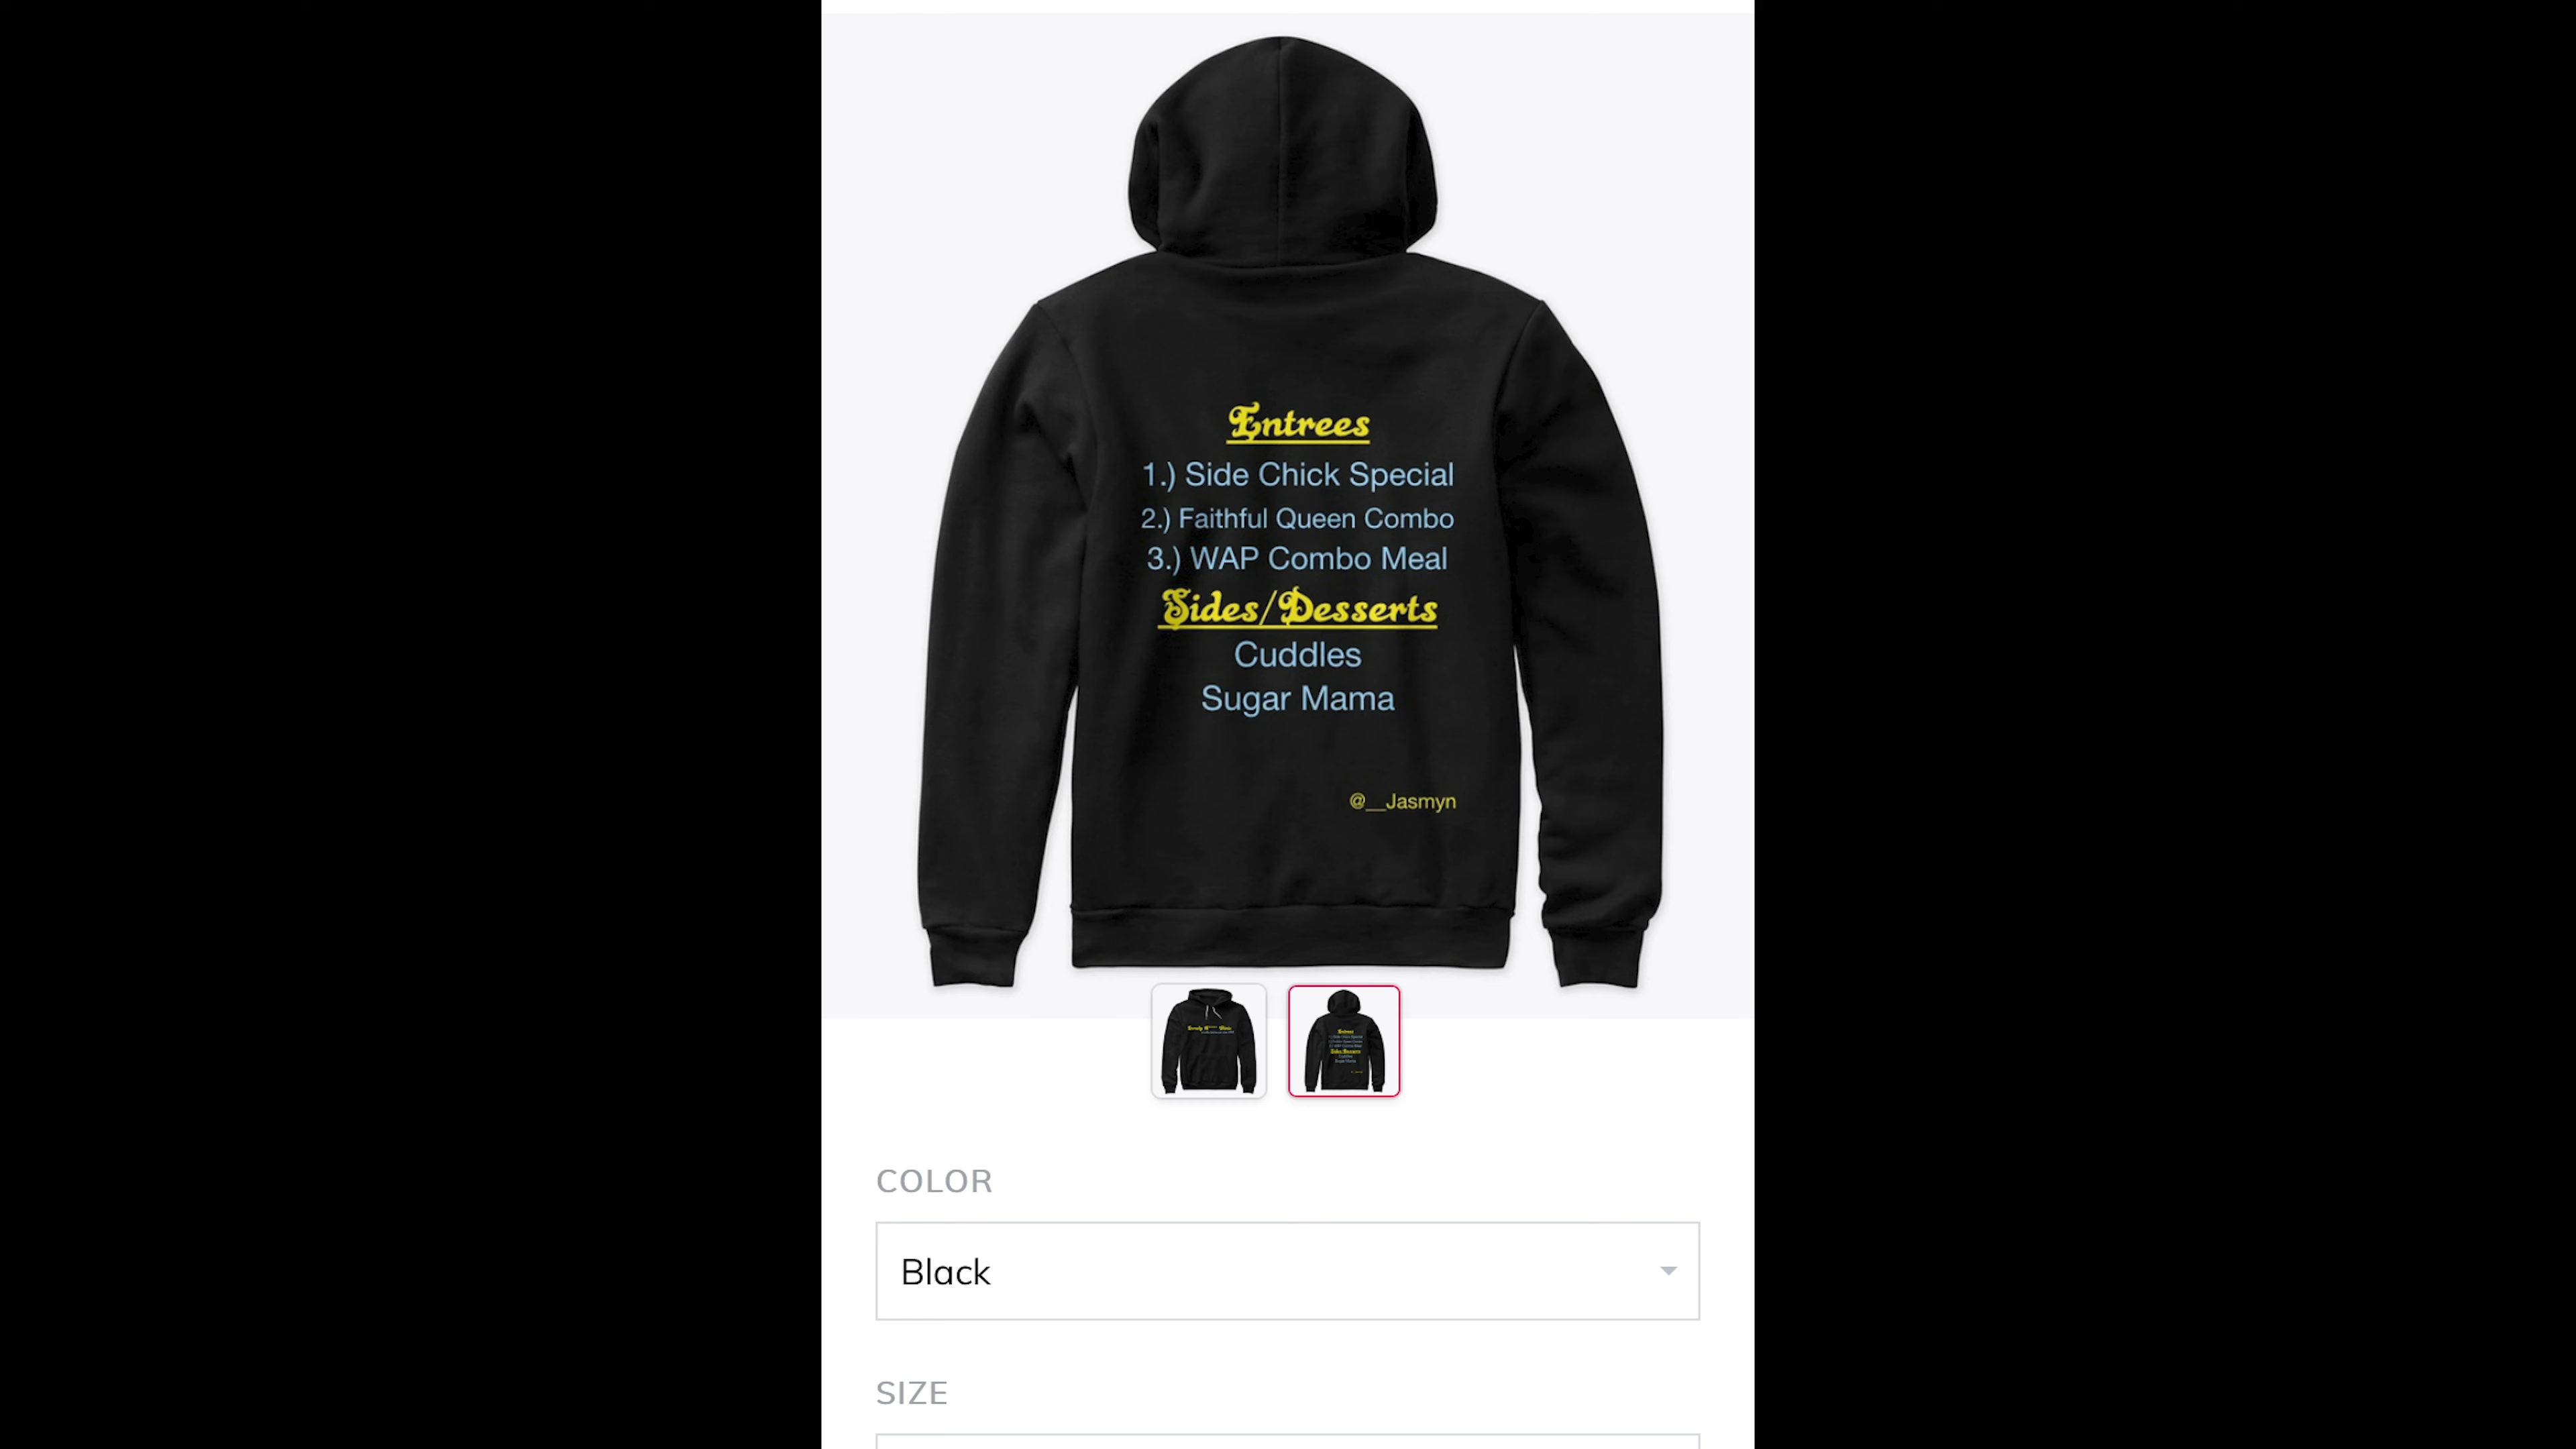 Entrees
1.) Side Chick Special
2.) Faithful Queen Combo
3.) WAP Combo Meal
Sides/Desserts
Cuddles
Sugar Mama
@__Jasmyn
COLOR
Black
SIZE